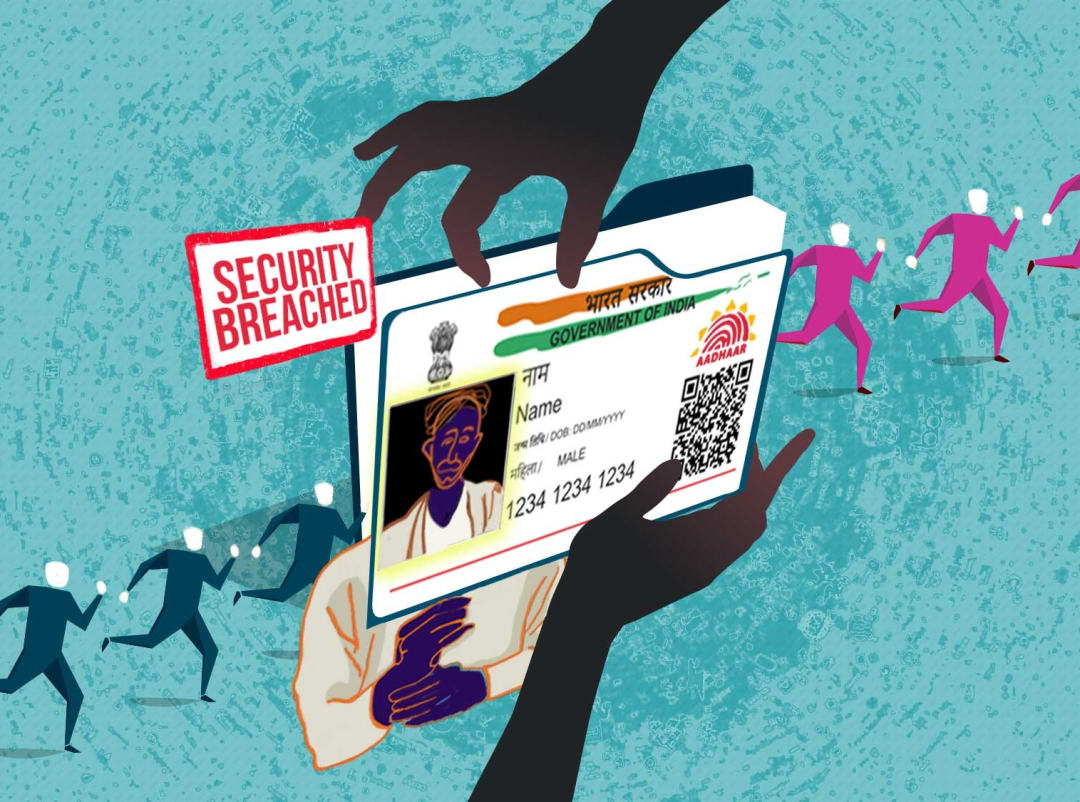 SECURITY
BREACHED
भारत सरकार
GOVERNMENT OF INDIA
AADHAAR
नाम
Name
जन्म तिथि / DOB: DD/MM/YYYY
महिला / MALE
1234 1234 1234